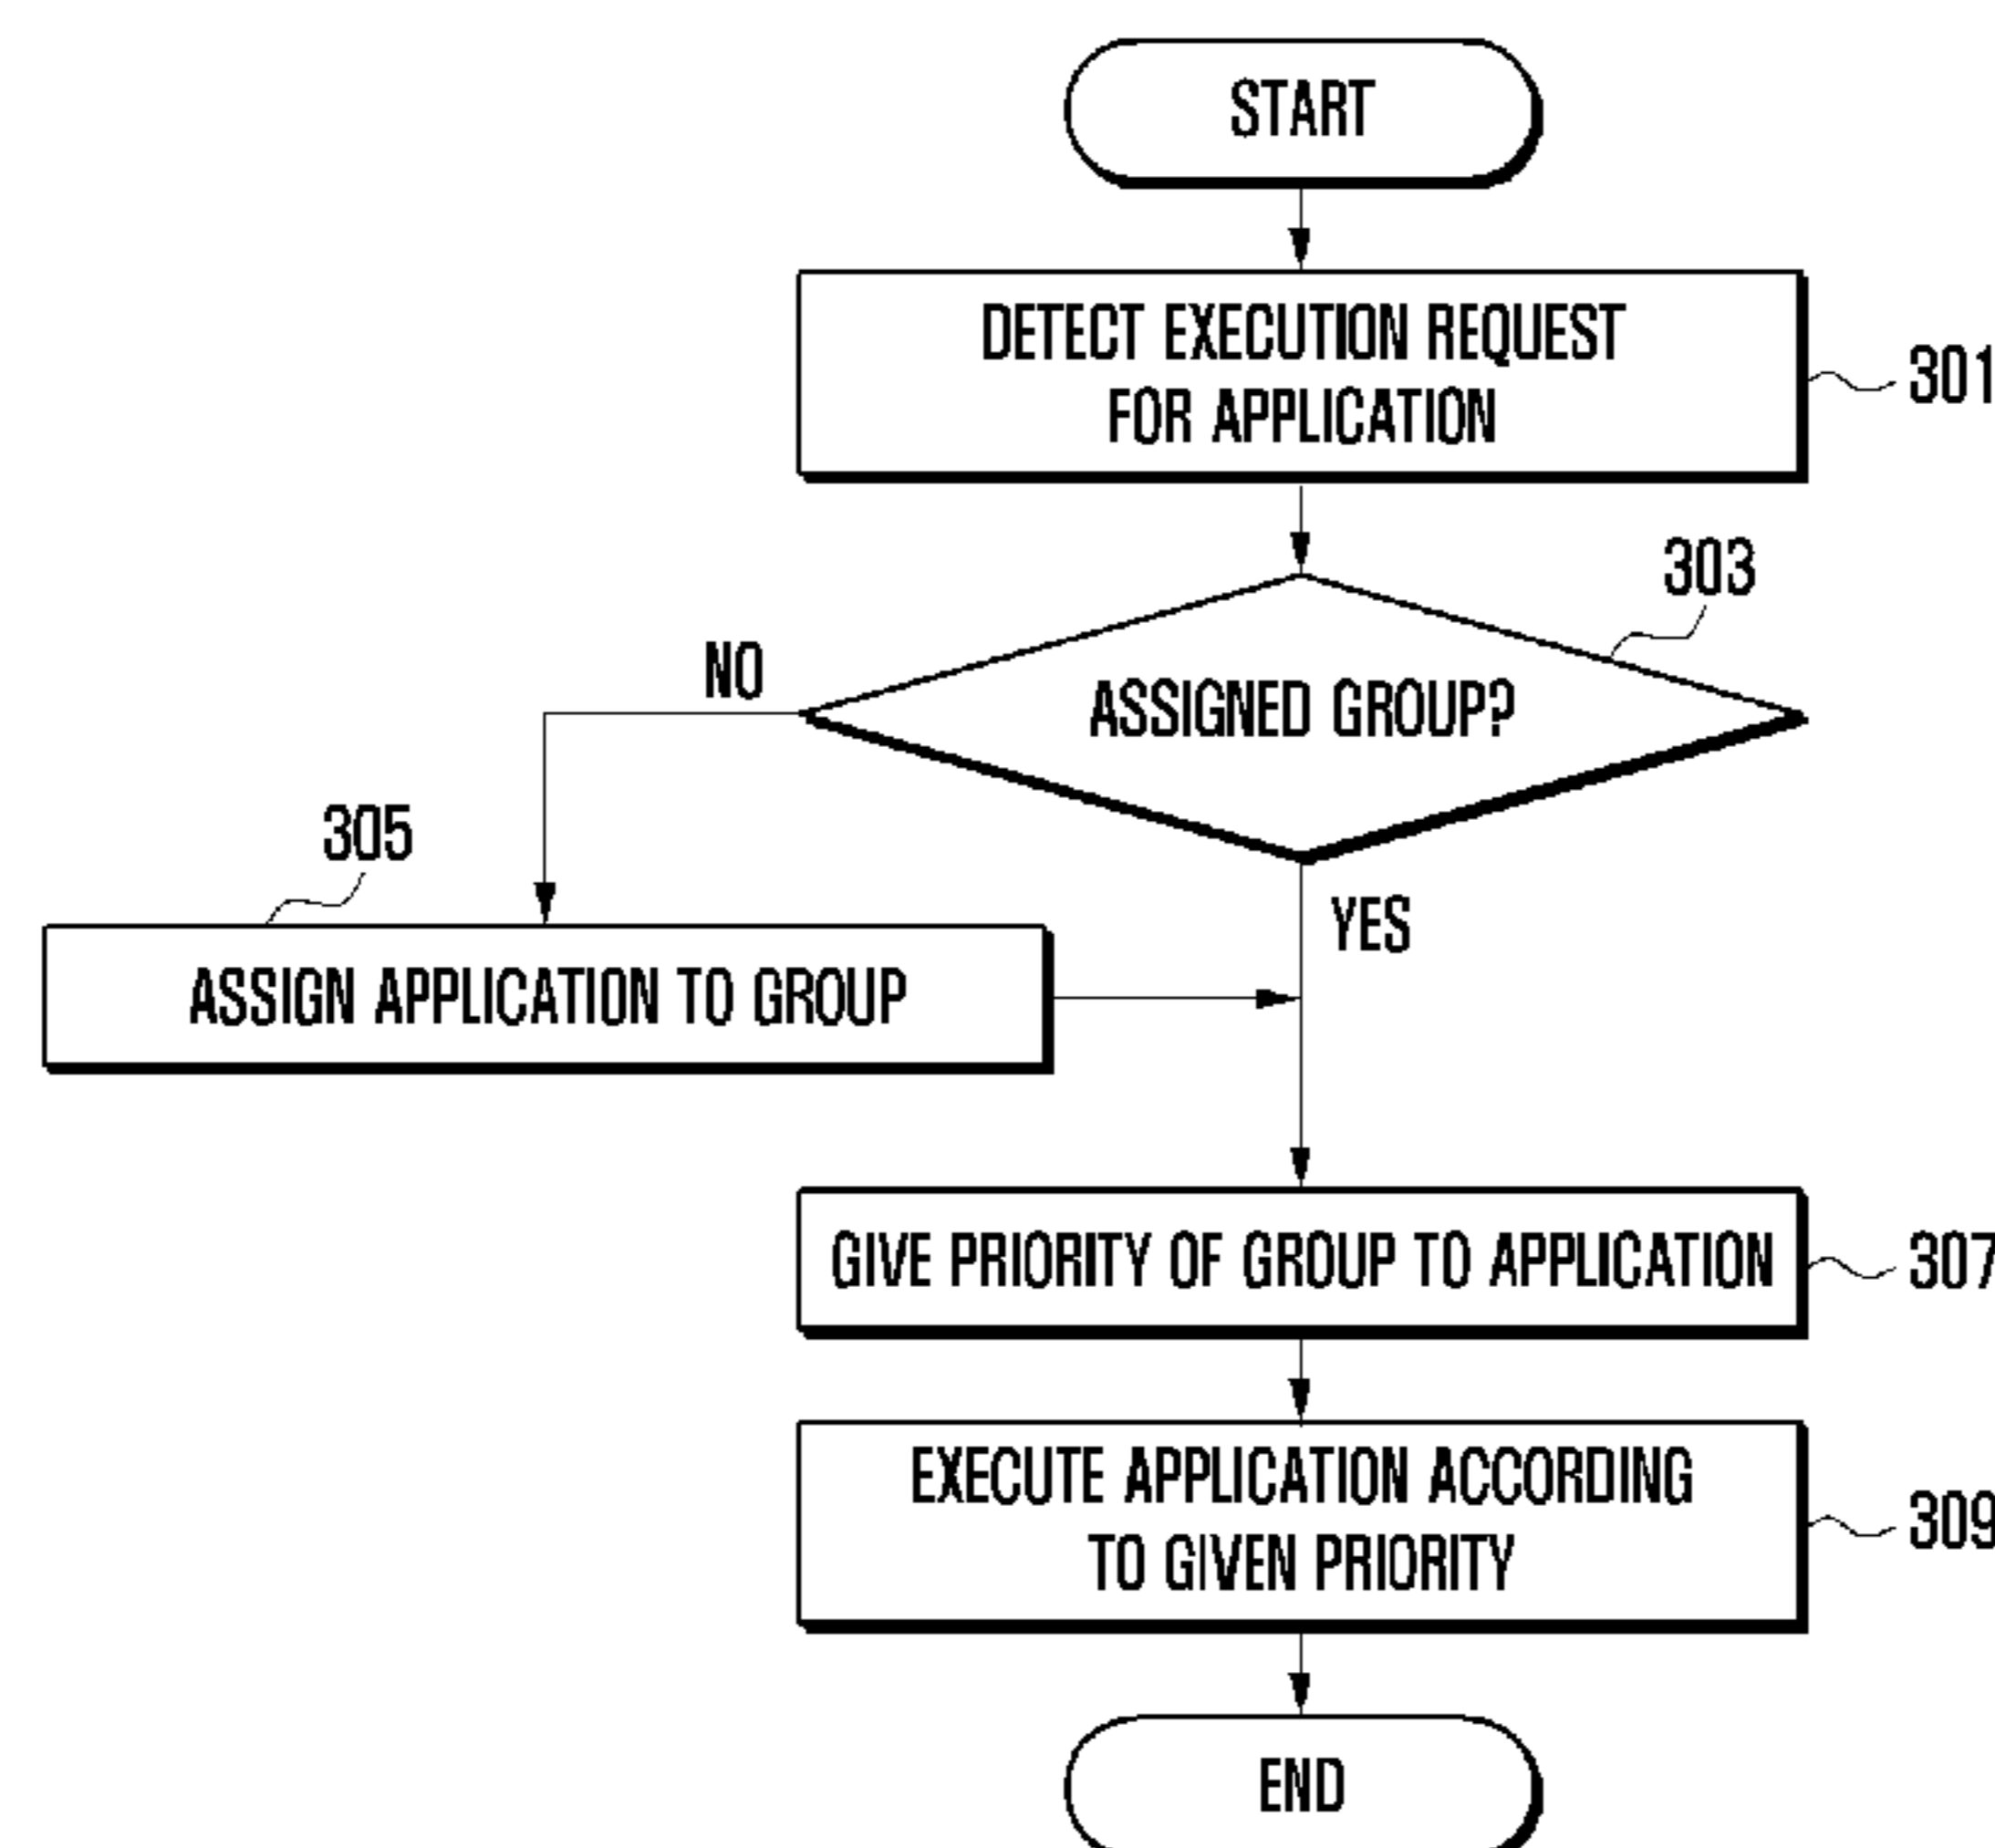 START
DETECT EXECUTION REQUEST
FOR APPLICATION
301
303
NO
ASSIGNED GROUP?
305
YES
ASSIGN APPLICATION TO GROUP
GIVE PRIORITY OF GROUP TO APPLICATION
307
EXECUTE APPLICATION ACCORDING
TO GIVEN PRIORITY
309
END